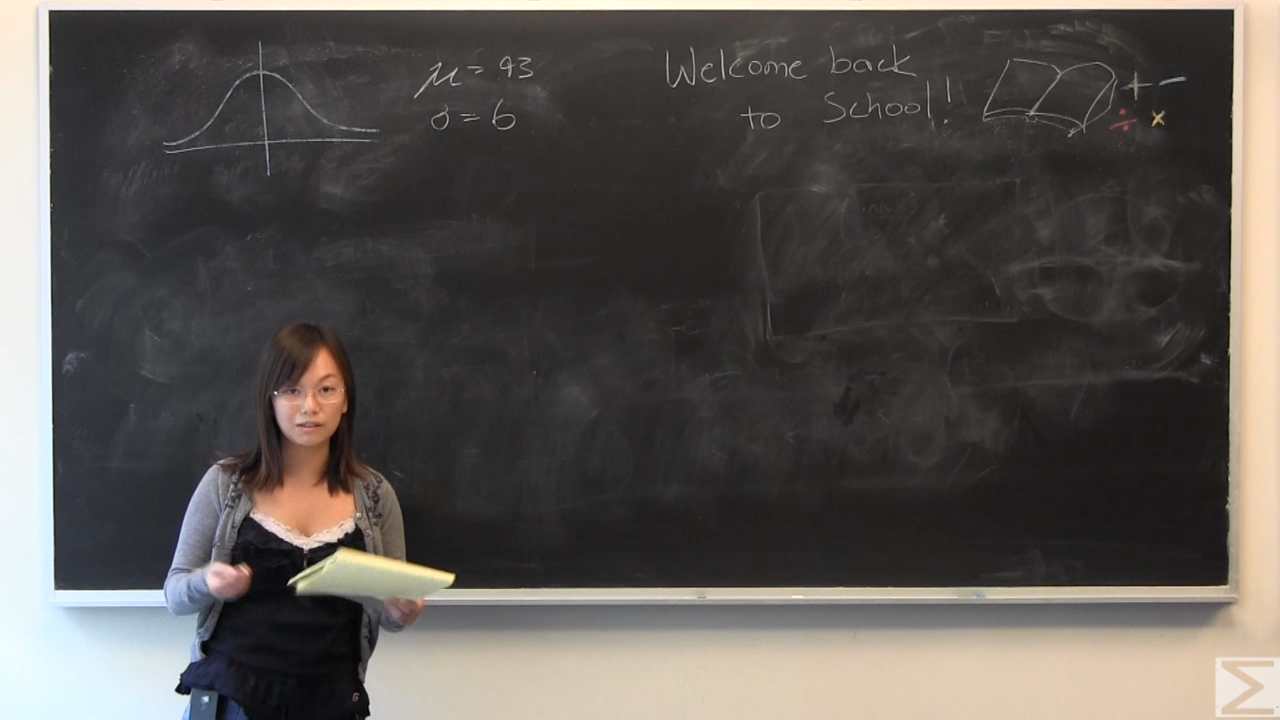 μ = 93
σ = 6
Welcome back
to School!
+ -
÷ ×
Σ